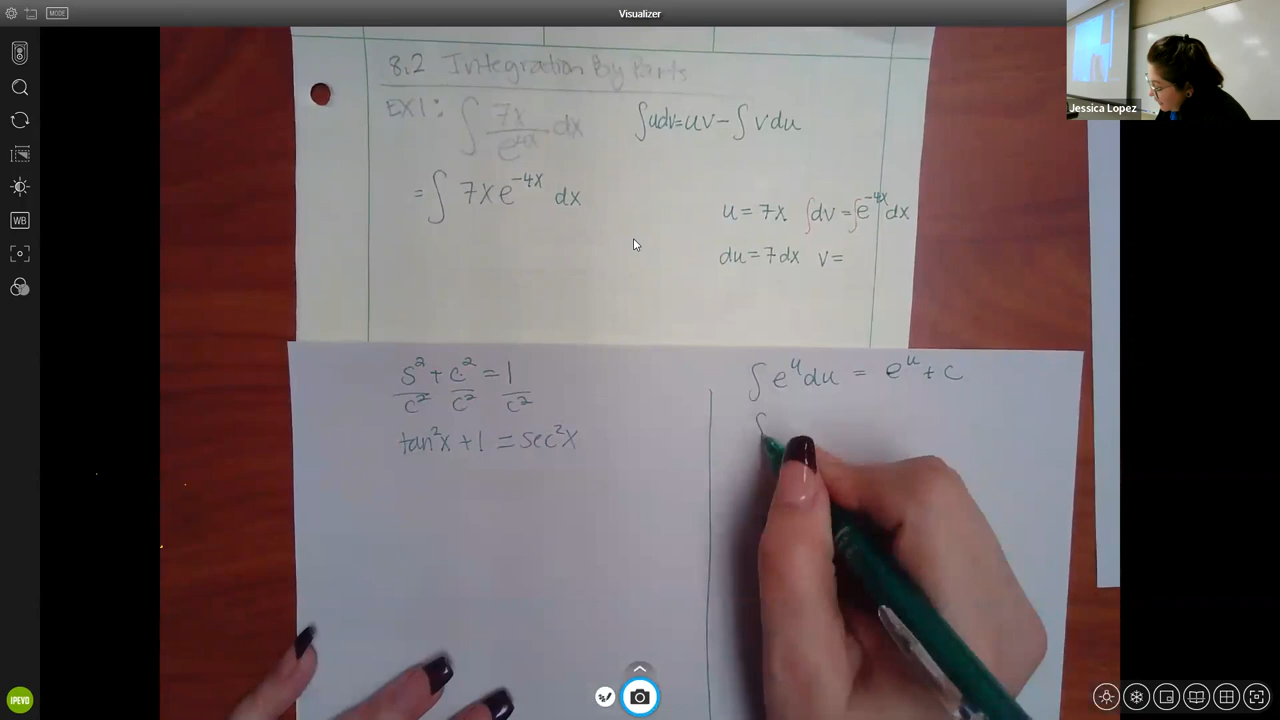 MODE
Visualizer
Jessica Lopez
8.2 Integration By Parts
EX1: ∫ 7x/e^{4x} dx
∫udv=uv-∫vdu
=∫ 7xe^{-4x} dx
u = 7x ∫dv = ∫e^{-4x}dx
du = 7dx v=
s²+c²=1
c² c² c²
tan²x +1 = sec²x
∫e^u du = e^u + c
∫
WB
IPEVO